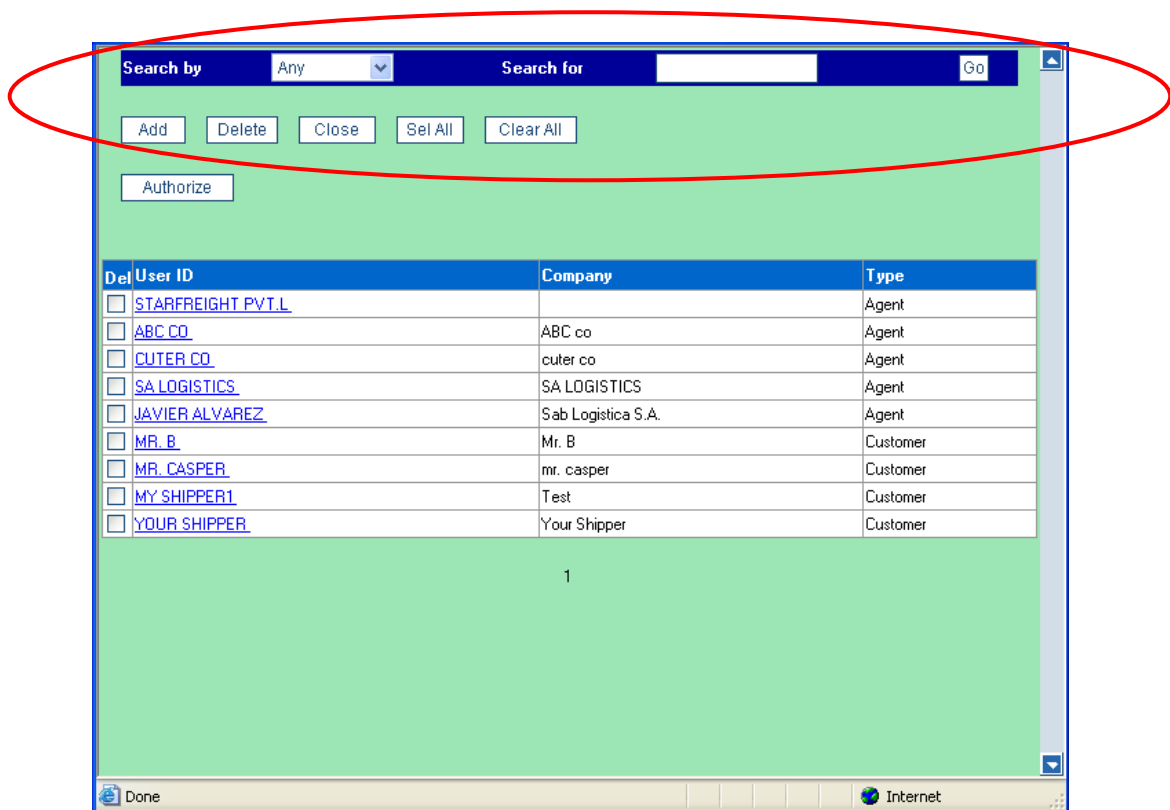 Search by Any Search for Go
Add Delete Close Sel All Clear All
Authorize
Del User ID Company Type
STARFREIGHT PVT.L Agent
ABC CO ABC co Agent
CUTER CO cuter co Agent
SA LOGISTICS SA LOGISTICS Agent
JAVIER ALVAREZ Sab Logistica S.A. Agent
MR. B Mr. B Customer
MR. CASPER mr. casper Customer
MY SHIPPER1 Test Customer
YOUR SHIPPER Your Shipper Customer
1
Done Internet